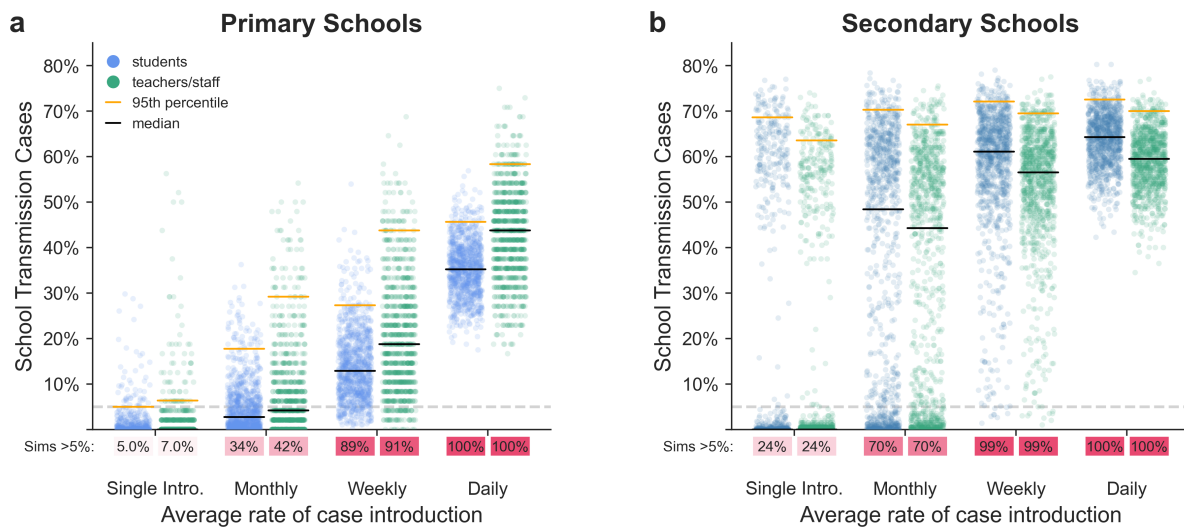 a
Primary Schools
School Transmission Cases
80%
70%
60%
50%
40%
30%
20%
10%
students
teachers/staff
95th percentile
median
Sims >5%: 5.0% 7.0% 34% 42% 89% 91% 100% 100%
Single Intro. Monthly Weekly Daily
Average rate of case introduction
b
Secondary Schools
School Transmission Cases
80%
70%
60%
50%
40%
30%
20%
10%
Sims >5%: 24% 24% 70% 70% 99% 99% 100% 100%
Single Intro. Monthly Weekly Daily
Average rate of case introduction